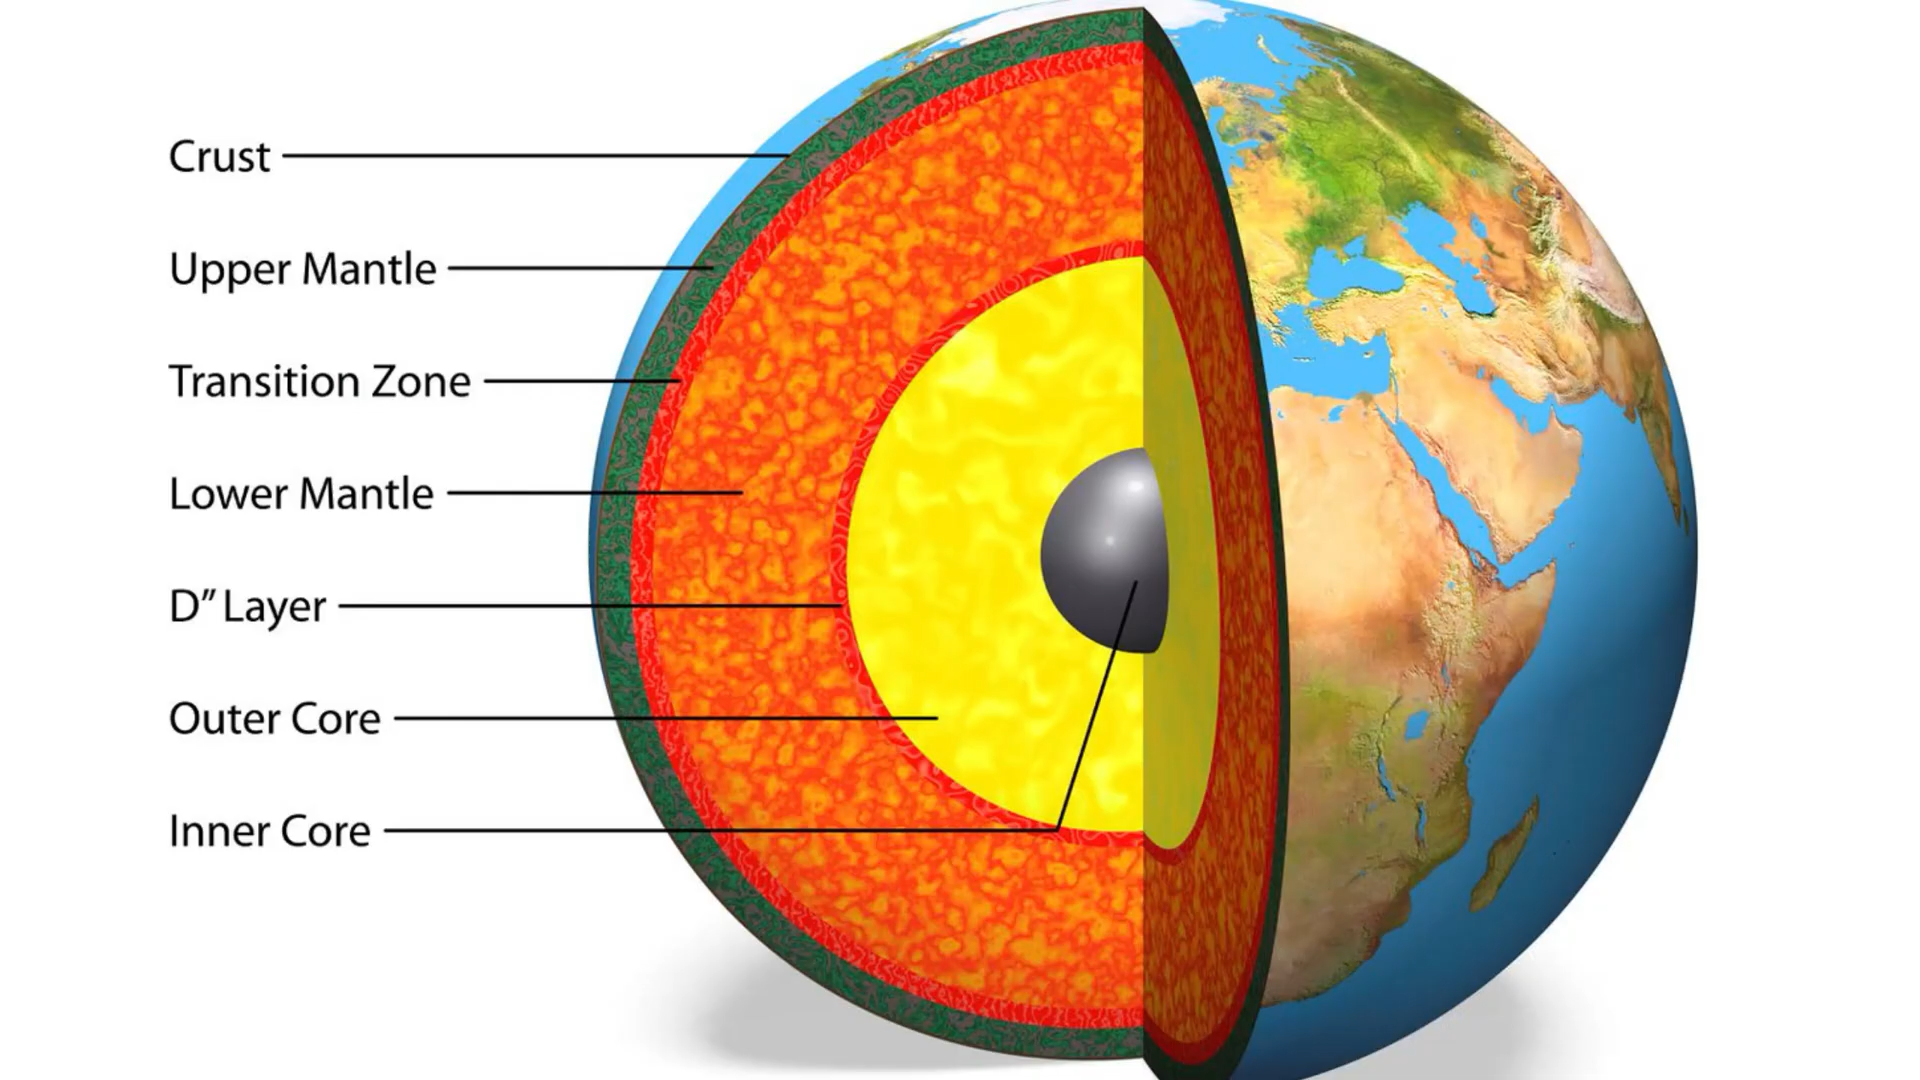 Crust
Upper Mantle
Transition Zone
Lower Mantle
D” Layer
Outer Core
Inner Core